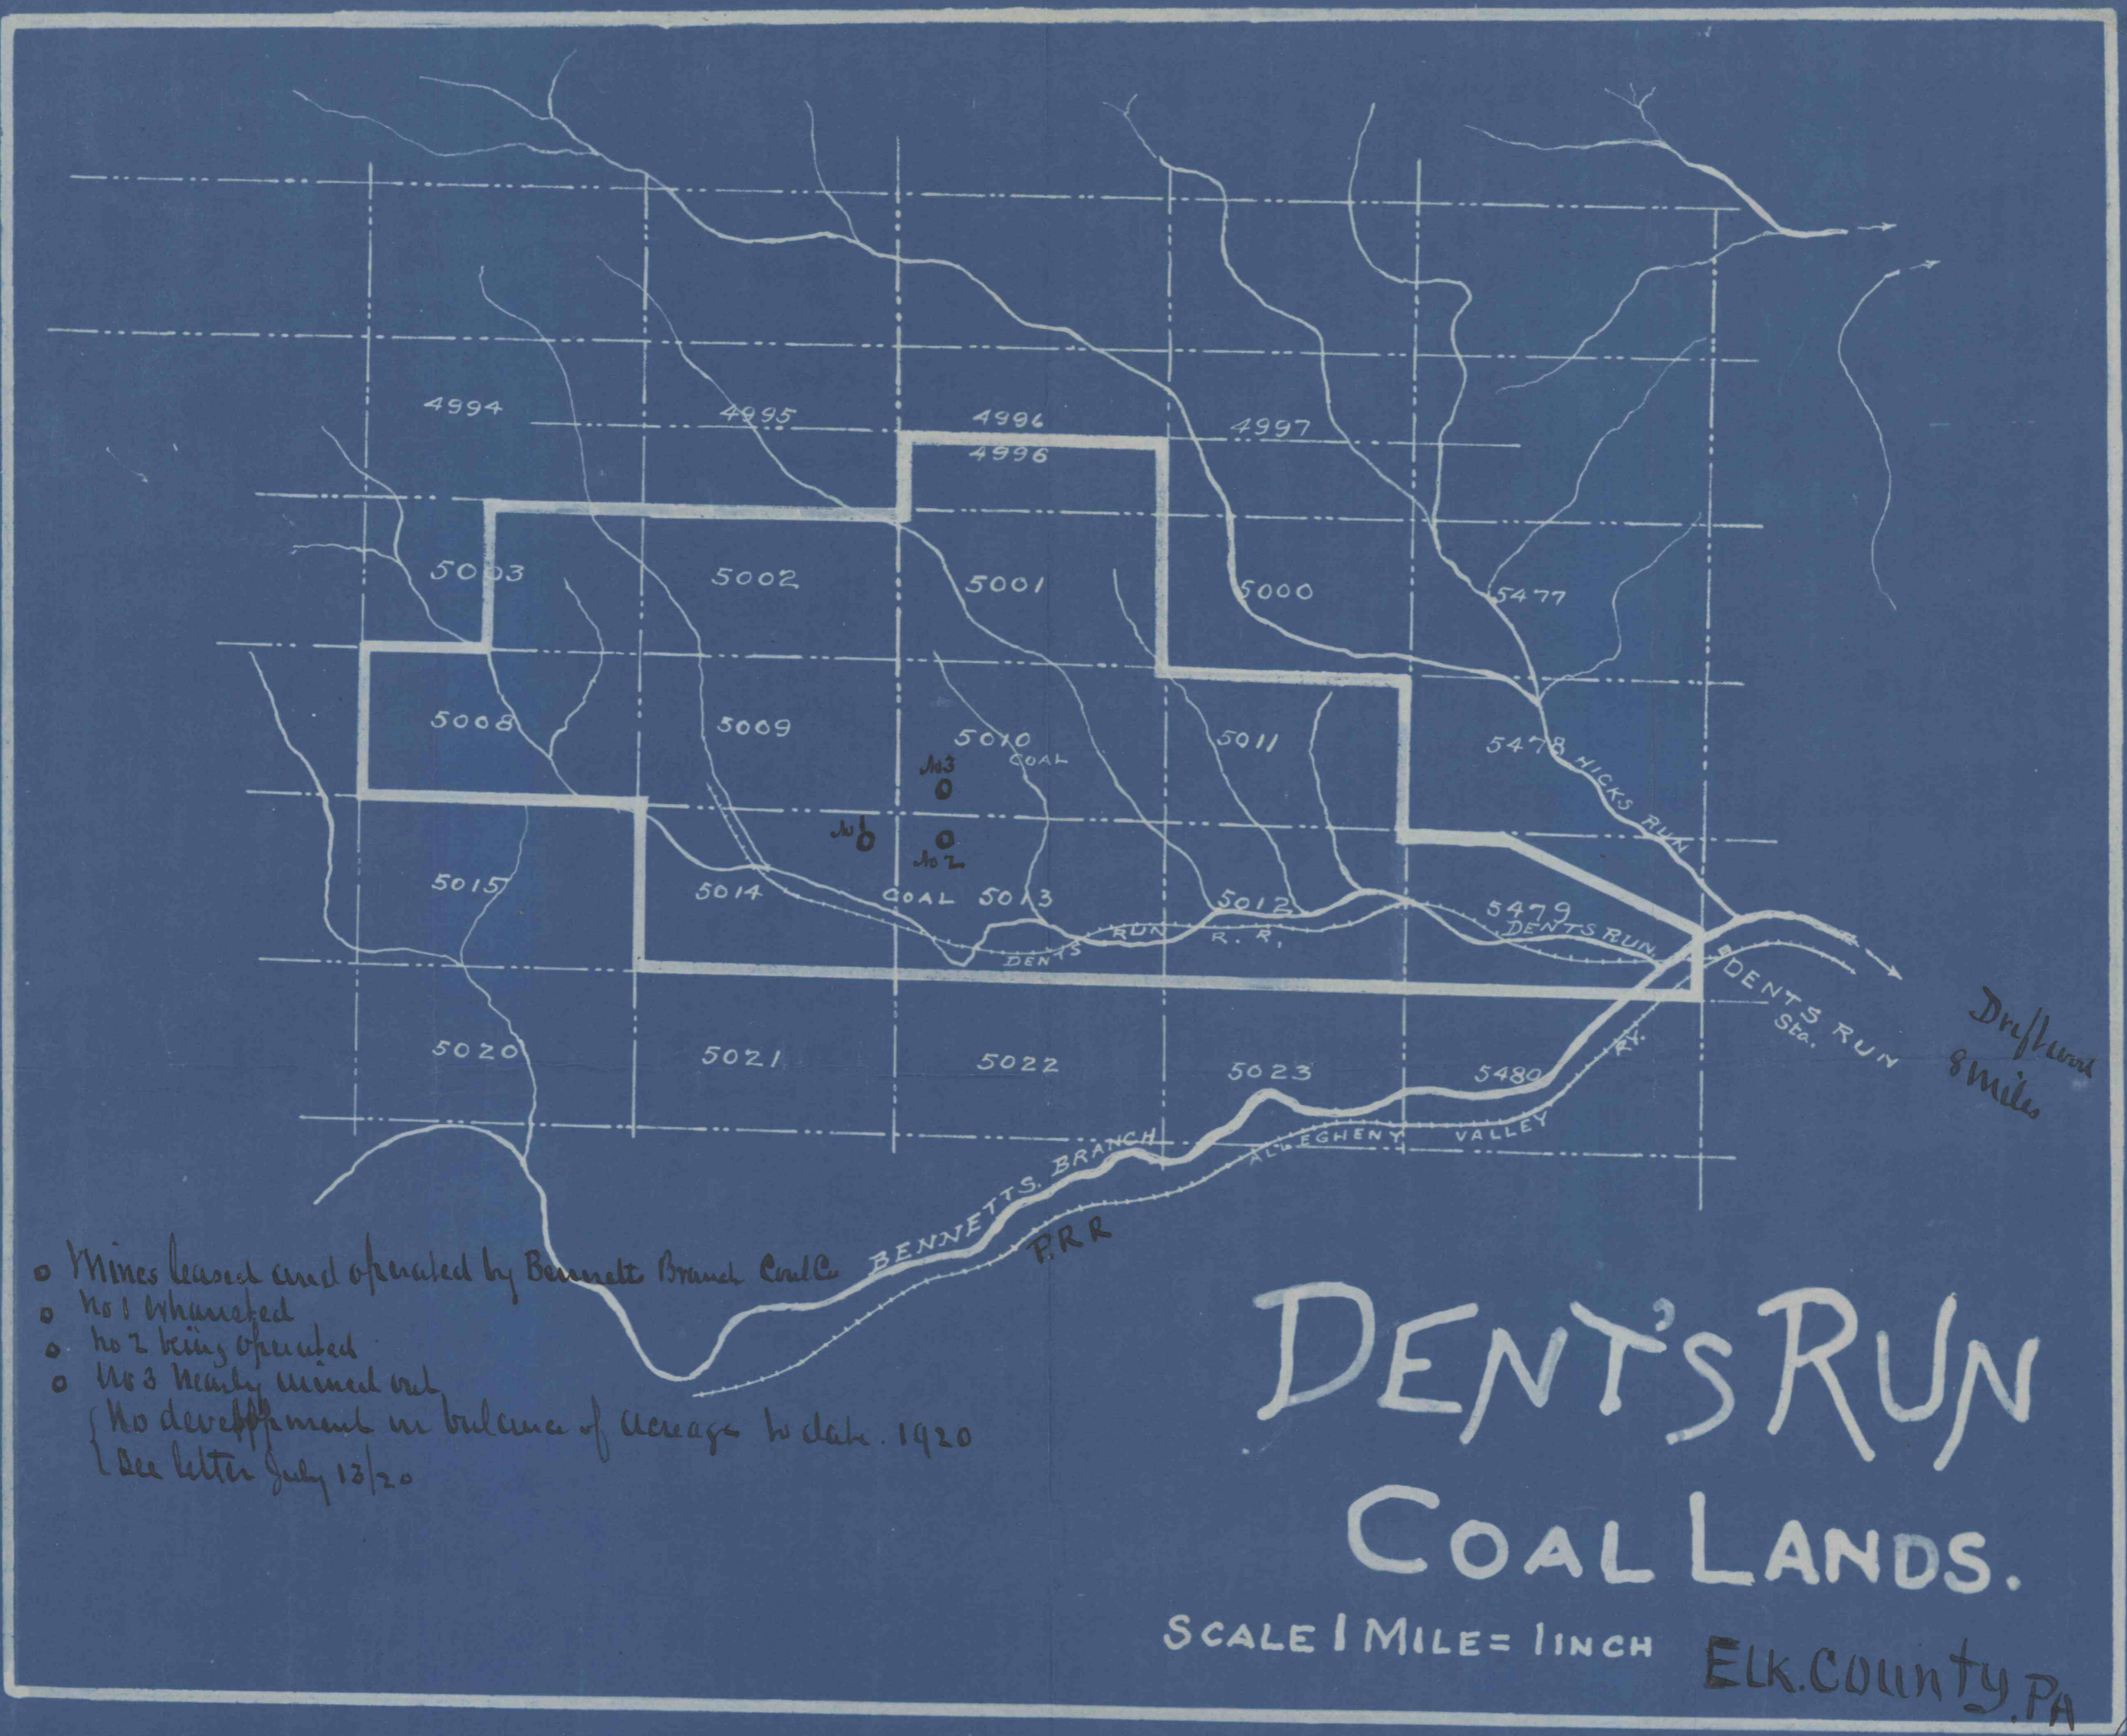 4994
4995
4996
4997
4996
5003
5002
5001
5000
5477
5008
5009
5010
5011
5478
COAL
HICKS RUN
No 3
No 1
No 2
5015
5014
COAL
5013
5012
5479
DENTS RUN
DENTS RUN R. R.
DENTS RUN
Sta.
Driftwood
8 miles
5020
5021
5022
5023
5480
BENNETTS. BRANCH
ALLEGHENY VALLEY RY.
P.R.R
o Mines leased and operated by Bennetts Branch Coal Co
o No 1 exhausted
o No 2 being operated
o No 3 nearly mined out
No development in balance of acreage to date. 1920
See letter July 13/20
DENT'S RUN
COAL LANDS.
SCALE 1 MILE = 1 INCH
ELK. COUNTY. PA